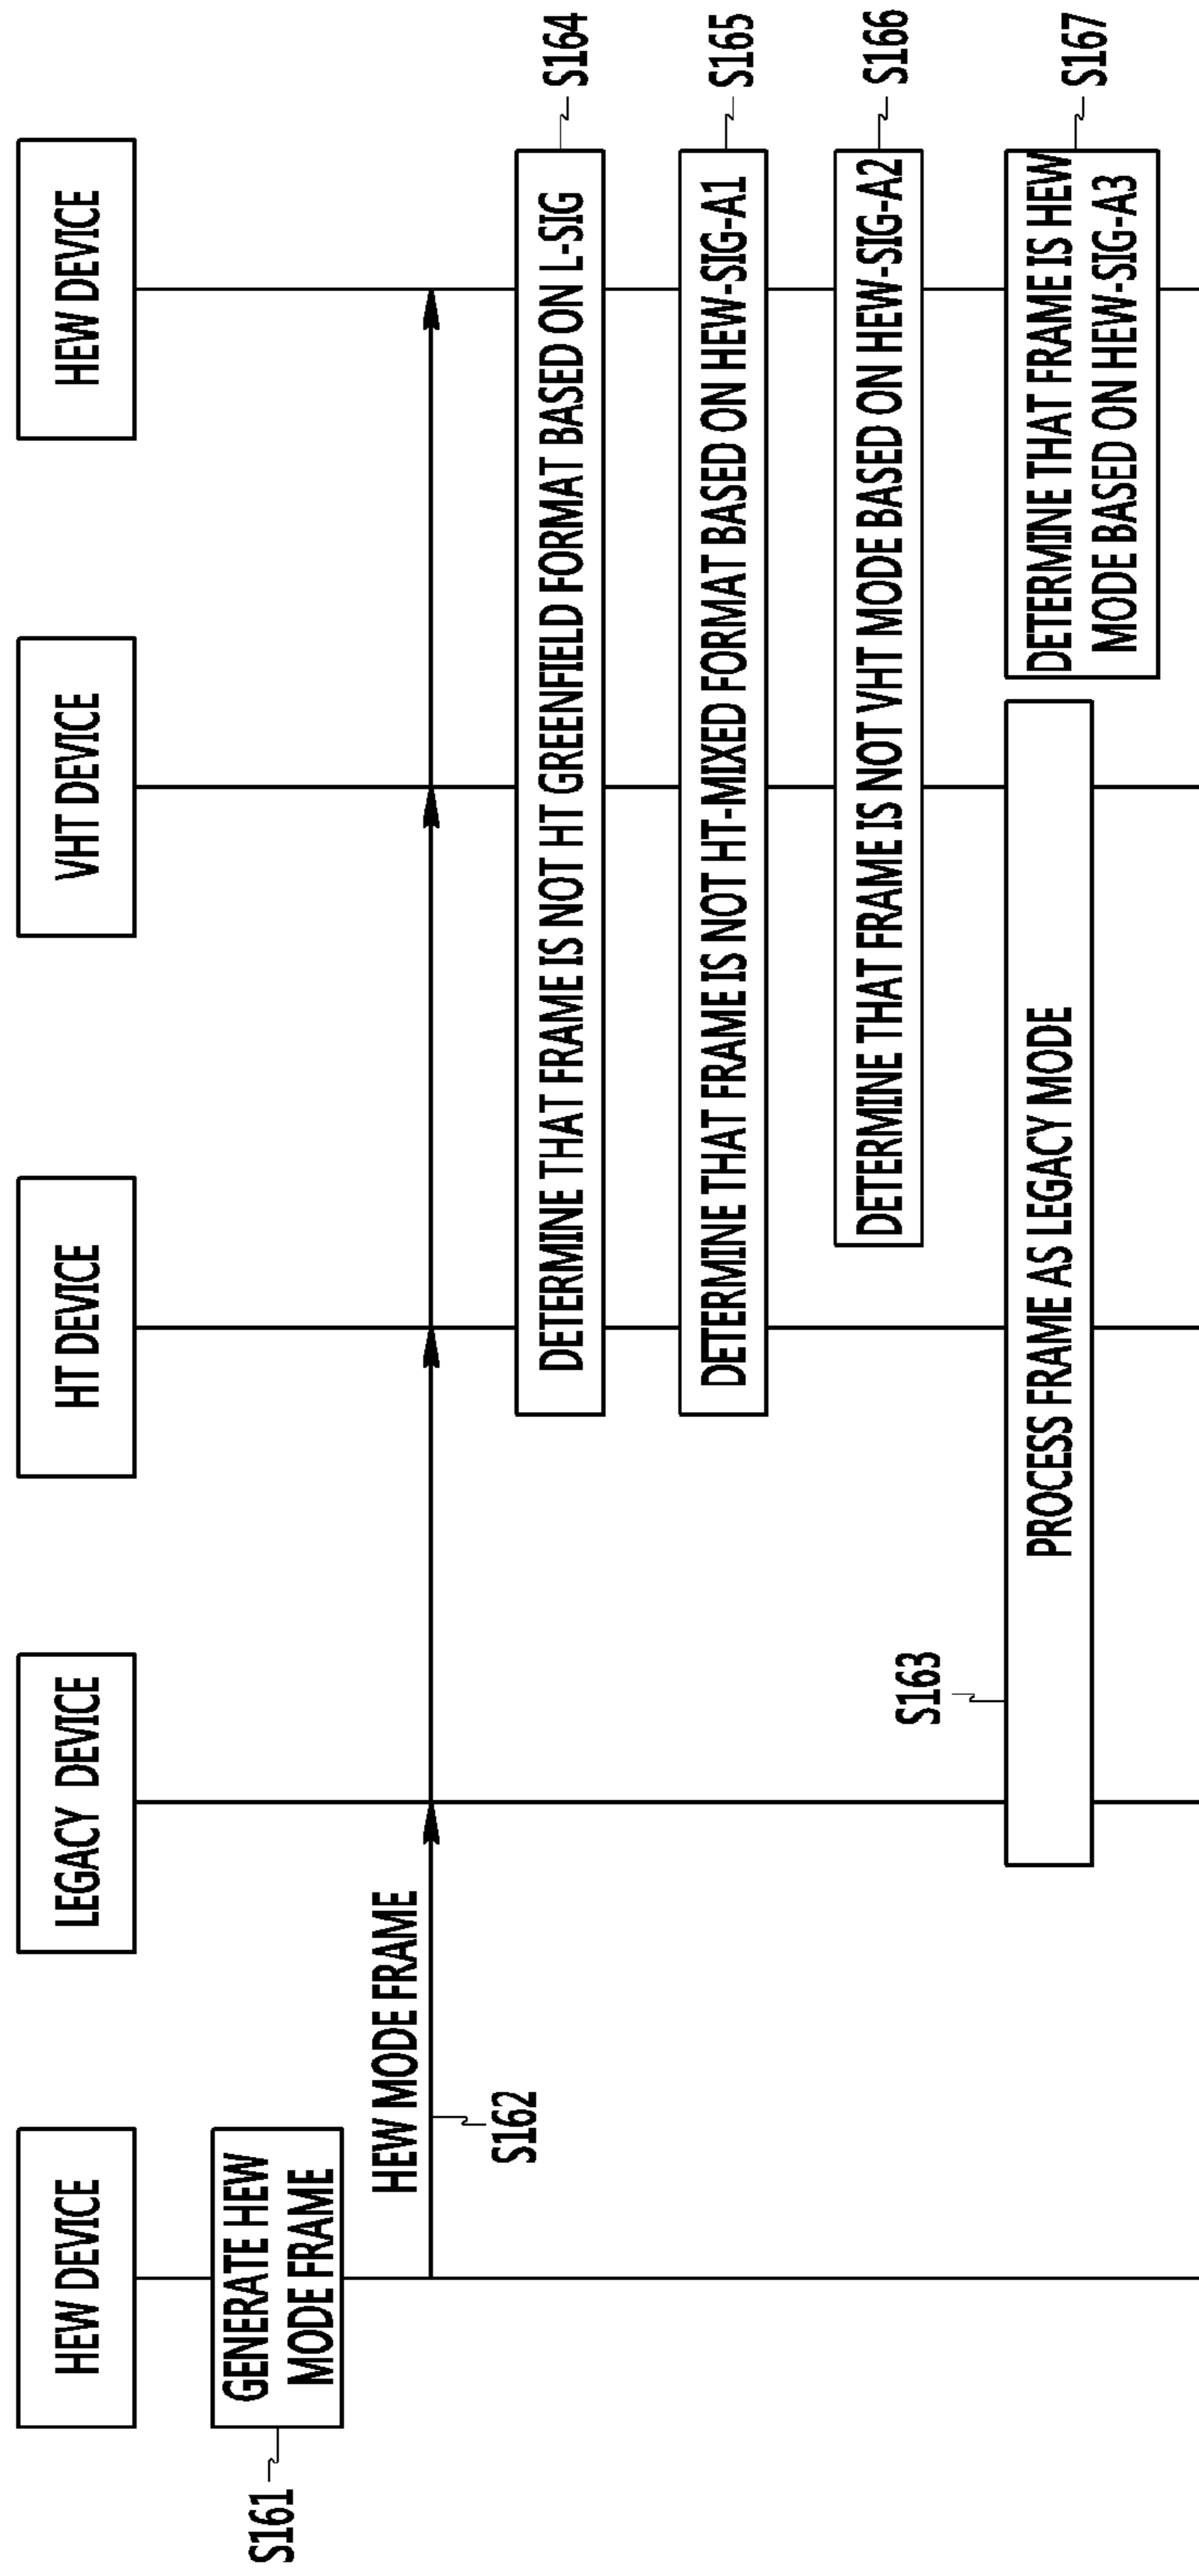 HEW DEVICE
LEGACY DEVICE
HT DEVICE
VHT DEVICE
HEW DEVICE
S161
GENERATE HEW
MODE FRAME
HEW MODE FRAME
S162
DETERMINE THAT FRAME IS NOT HT GREENFIELD FORMAT BASED ON L-SIG
S164
DETERMINE THAT FRAME IS NOT HT-MIXED FORMAT BASED ON HEW-SIG-A1
S165
DETERMINE THAT FRAME IS NOT VHT MODE BASED ON HEW-SIG-A2
S166
S163
PROCESS FRAME AS LEGACY MODE
DETERMINE THAT FRAME IS HEW
MODE BASED ON HEW-SIG-A3
S167